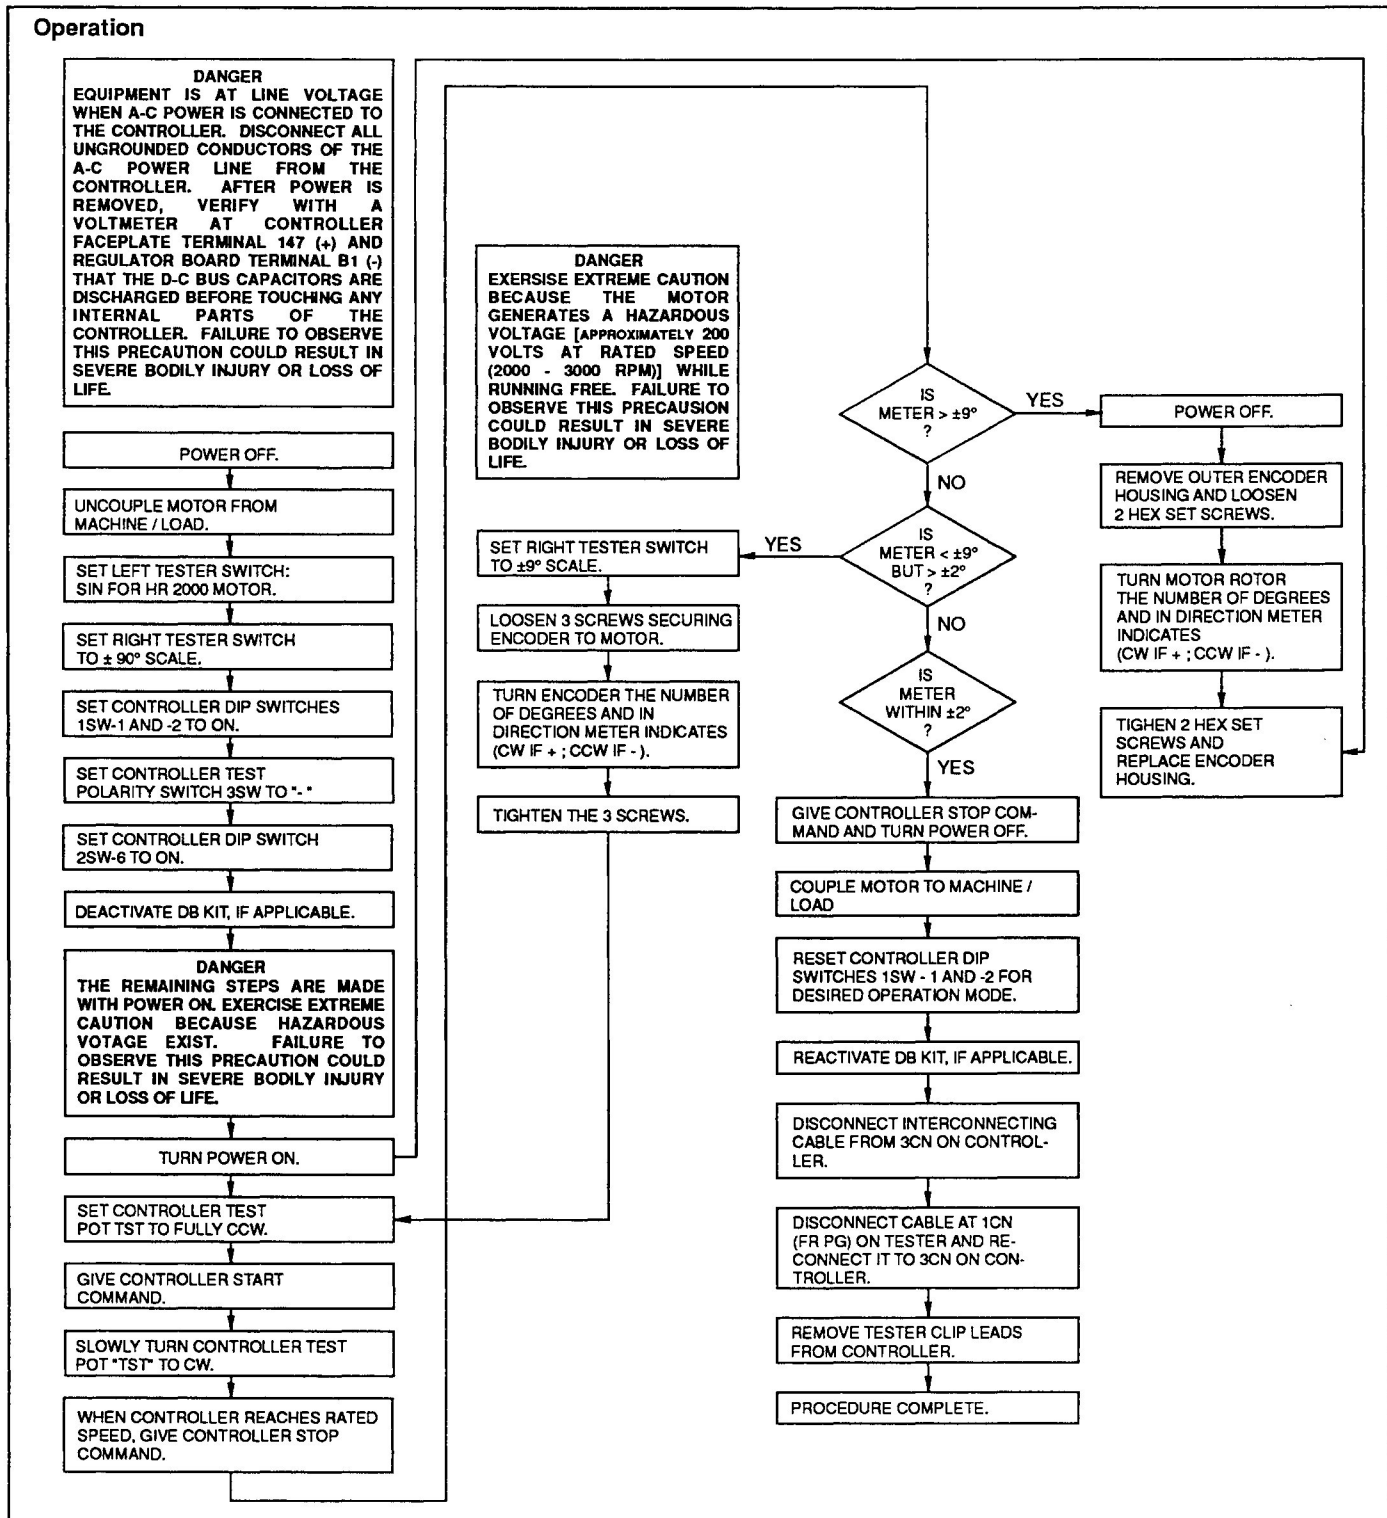 Operation
DANGER
EQUIPMENT IS AT LINE VOLTAGE
WHEN A-C POWER IS CONNECTED TO
THE CONTROLLER. DISCONNECT ALL
UNGROUNDED CONDUCTORS OF THE
A-C POWER LINE FROM THE
CONTROLLER. AFTER POWER IS
REMOVED, VERIFY WITH A
VOLTMETER AT CONTROLLER
FACEPLATE TERMINAL 147 (+) AND
REGULATOR BOARD TERMINAL B1 (-)
THAT THE D-C BUS CAPACITORS ARE
DISCHARGED BEFORE TOUCHING ANY
INTERNAL PARTS OF THE
CONTROLLER. FAILURE TO OBSERVE
THIS PRECAUTION COULD RESULT IN
SEVERE BODILY INJURY OR LOSS OF
LIFE.
POWER OFF.
UNCOUPLE MOTOR FROM
MACHINE / LOAD.
SET LEFT TESTER SWITCH:
SIN FOR HR 2000 MOTOR.
SET RIGHT TESTER SWITCH
TO ± 90° SCALE.
SET CONTROLLER DIP SWITCHES
1SW-1 AND -2 TO ON.
SET CONTROLLER TEST
POLARITY SWITCH 3SW TO "-"
SET CONTROLLER DIP SWITCH
2SW-6 TO ON.
DEACTIVATE DB KIT, IF APPLICABLE.
DANGER
THE REMAINING STEPS ARE MADE
WITH POWER ON. EXERCISE EXTREME
CAUTION BECAUSE HAZARDOUS
VOTAGE EXIST. FAILURE TO
OBSERVE THIS PRECAUTION COULD
RESULT IN SEVERE BODILY INJURY
OR LOSS OF LIFE.
TURN POWER ON.
SET CONTROLLER TEST
POT TST TO FULLY CCW.
GIVE CONTROLLER START
COMMAND.
SLOWLY TURN CONTROLLER TEST
POT "TST" TO CW.
WHEN CONTROLLER REACHES RATED
SPEED, GIVE CONTROLLER STOP
COMMAND.
DANGER
EXERSISE EXTREME CAUTION
BECAUSE THE MOTOR
GENERATES A HAZARDOUS
VOLTAGE [APPROXIMATELY 200
VOLTS AT RATED SPEED
(2000 - 3000 RPM)] WHILE
RUNNING FREE. FAILURE TO
OBSERVE THIS PRECAUSION
COULD RESULT IN SEVERE
BODILY INJURY OR LOSS OF
LIFE.
SET RIGHT TESTER SWITCH
TO ±9° SCALE.
LOOSEN 3 SCREWS SECURING
ENCODER TO MOTOR.
TURN ENCODER THE NUMBER
OF DEGREES AND IN
DIRECTION METER INDICATES
(CW IF + ; CCW IF - ).
TIGHTEN THE 3 SCREWS.
IS
METER > ±9°
?
YES
NO
IS
METER < ±9°
BUT > ±2°
?
YES
NO
IS
METER
WITHIN ±2°
?
YES
GIVE CONTROLLER STOP COM-
MAND AND TURN POWER OFF.
COUPLE MOTOR TO MACHINE /
LOAD
RESET CONTROLLER DIP
SWITCHES 1SW - 1 AND -2 FOR
DESIRED OPERATION MODE.
REACTIVATE DB KIT, IF APPLICABLE.
DISCONNECT INTERCONNECTING
CABLE FROM 3CN ON CONTROL-
LER.
DISCONNECT CABLE AT 1CN
(FR PG) ON TESTER AND RE-
CONNECT IT TO 3CN ON CON-
TROLLER.
REMOVE TESTER CLIP LEADS
FROM CONTROLLER.
PROCEDURE COMPLETE.
POWER OFF.
REMOVE OUTER ENCODER
HOUSING AND LOOSEN
2 HEX SET SCREWS.
TURN MOTOR ROTOR
THE NUMBER OF DEGREES
AND IN DIRECTION METER
INDICATES
(CW IF + ; CCW IF - ).
TIGHEN 2 HEX SET
SCREWS AND
REPLACE ENCODER
HOUSING.